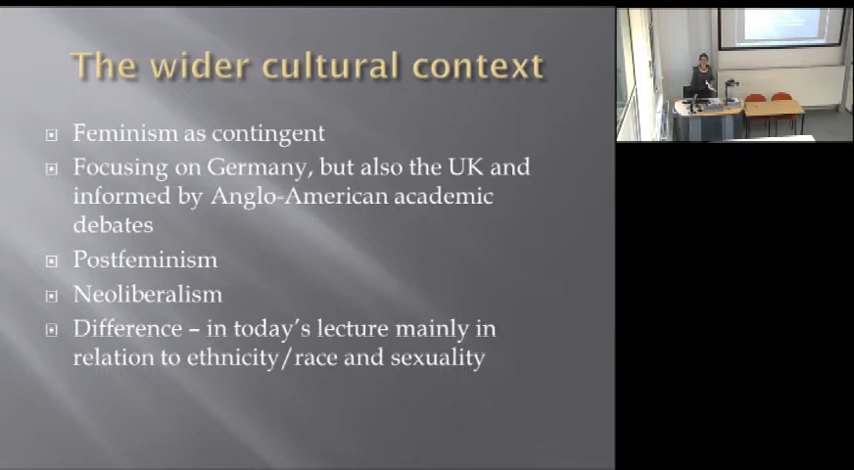 The wider cultural context
Feminism as contingent
Focusing on Germany, but also the UK and
informed by Anglo-American academic
debates
Postfeminism
Neoliberalism
Difference – in today's lecture mainly in
relation to ethnicity/race and sexuality